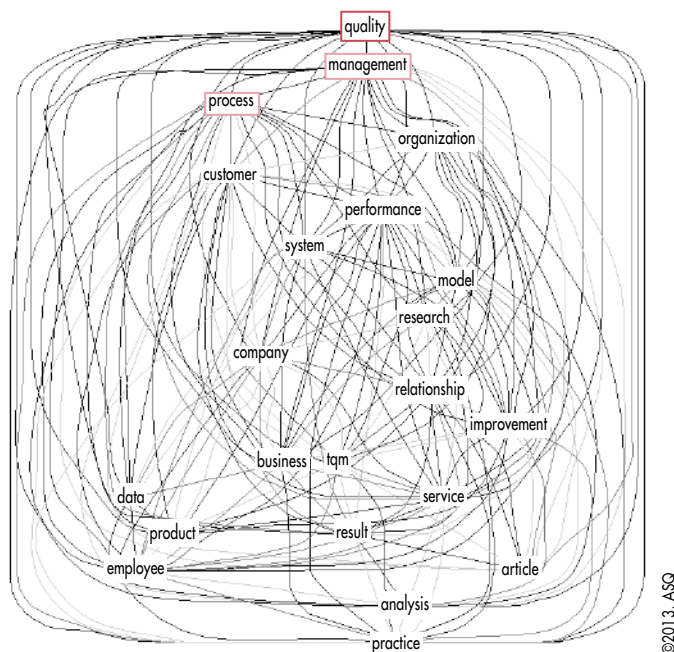 quality
management
process
organization
customer
performance
system
model
research
company
relationship
improvement
business
tqm
data
service
product
result
employee
article
analysis
practice
©2013, ASQ